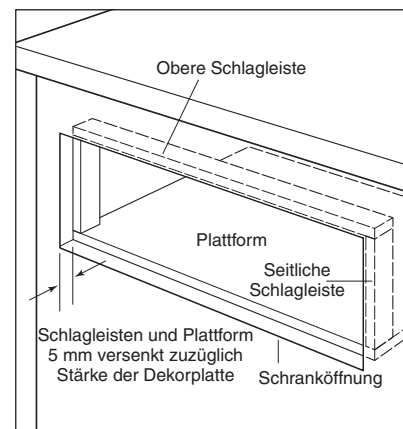 Obere Schlagleiste
Plattform
Seitliche
Schlagleiste
Schlagleisten und Plattform
5 mm versenkt zuzüglich
Stärke der Dekorplatte
Schranköffnung